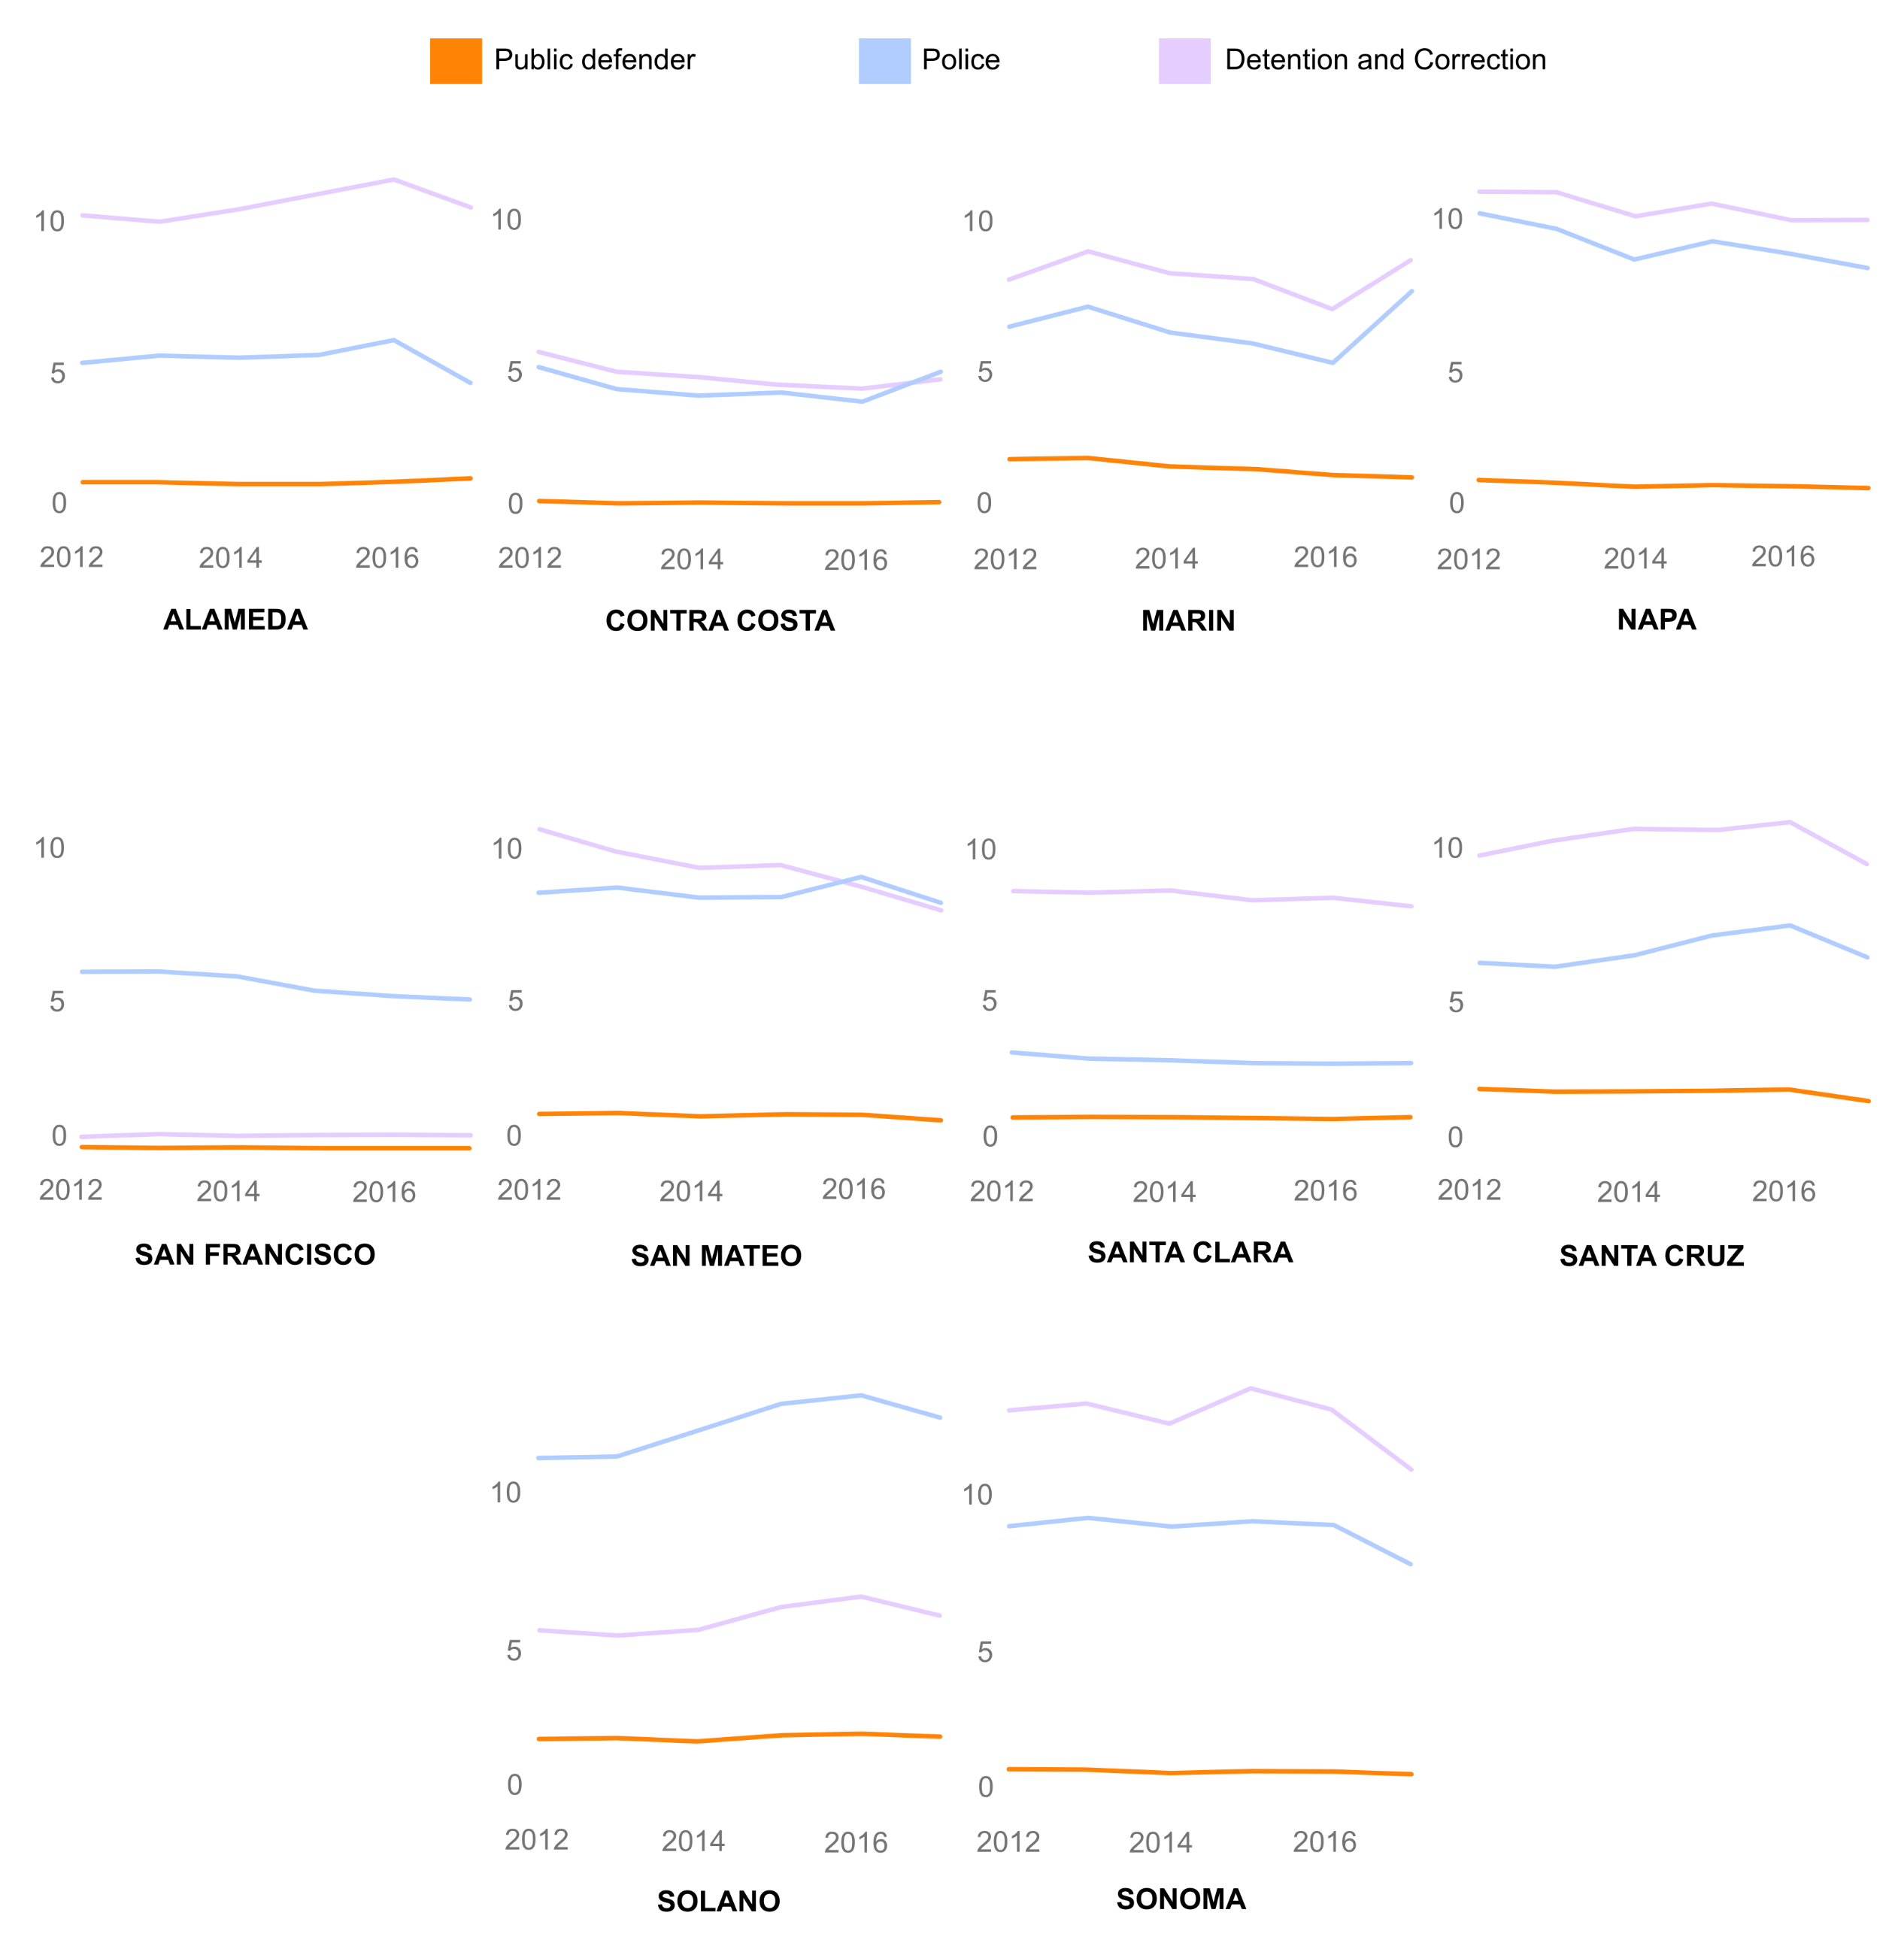 Public defender Police Detention and Correction
10 10 10 10
5 5 5 5
0 0 0 0
2012 2014 2016 2012 2014 2016 2012 2014 2016 2012 2014 2016
ALAMEDA CONTRA COSTA MARIN NAPA
10 10 10 10
5 5 5 5
0 0 0 0
2012 2014 2016 2012 2014 2016 2012 2014 2016 2012 2014 2016
SAN FRANCISCO SAN MATEO SANTA CLARA SANTA CRUZ
10 10
5 5
0 0
2012 2014 2016 2012 2014 2016
SOLANO SONOMA